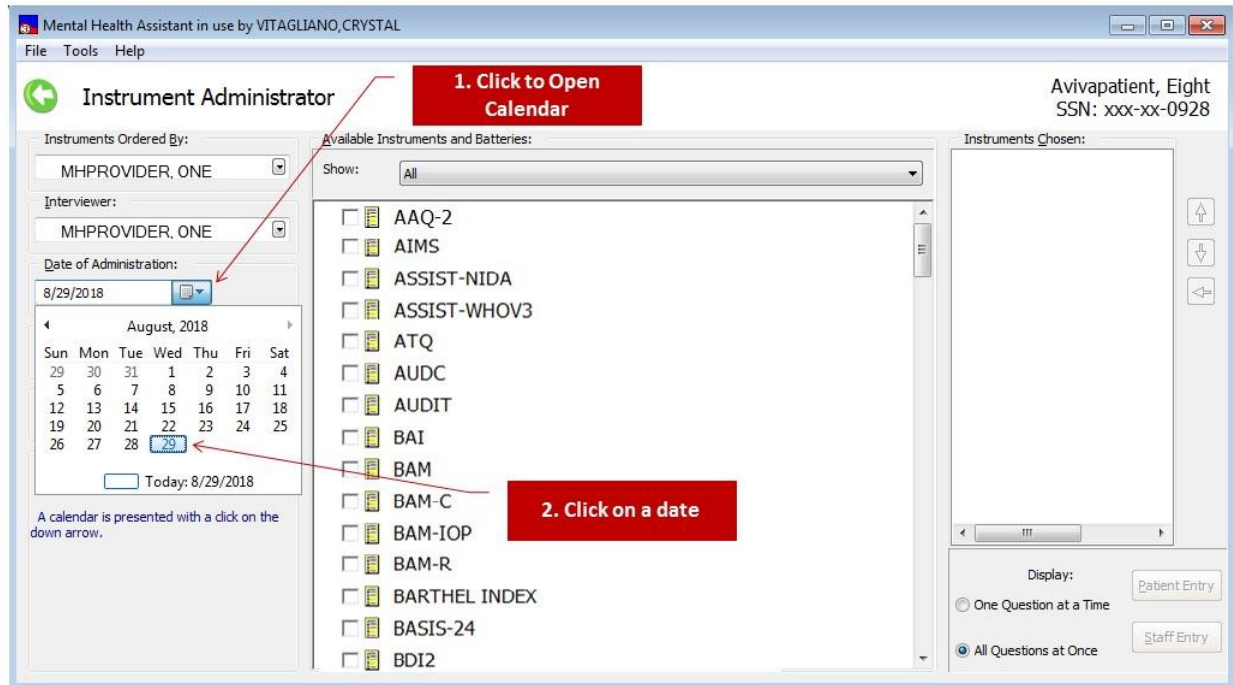 Mental Health Assistant in use by VITAGLIANO,CRYSTAL
File Tools Help
Instrument Administrator
1. Click to Open
Calendar
Avivapatient, Eight
SSN: xxx-xx-0928
Instruments Ordered By:
MHPROVIDER, ONE
Interviewer:
MHPROVIDER, ONE
Date of Administration:
8/29/2018
August, 2018
Sun Mon Tue Wed Thu Fri Sat
29 30 31 1 2 3 4
5 6 7 8 9 10 11
12 13 14 15 16 17 18
19 20 21 22 23 24 25
26 27 28 29
Today: 8/29/2018
A calendar is presented with a click on the
down arrow.
Available Instruments and Batteries:
Show: All
AAQ-2
AIMS
ASSIST-NIDA
ASSIST-WHOV3
ATQ
AUDC
AUDIT
BAI
BAM
BAM-C
BAM-IOP
BAM-R
BARTHEL INDEX
BASIS-24
BDI2
2. Click on a date
Instruments Chosen:
Display:
One Question at a Time
All Questions at Once
Patient Entry
Staff Entry